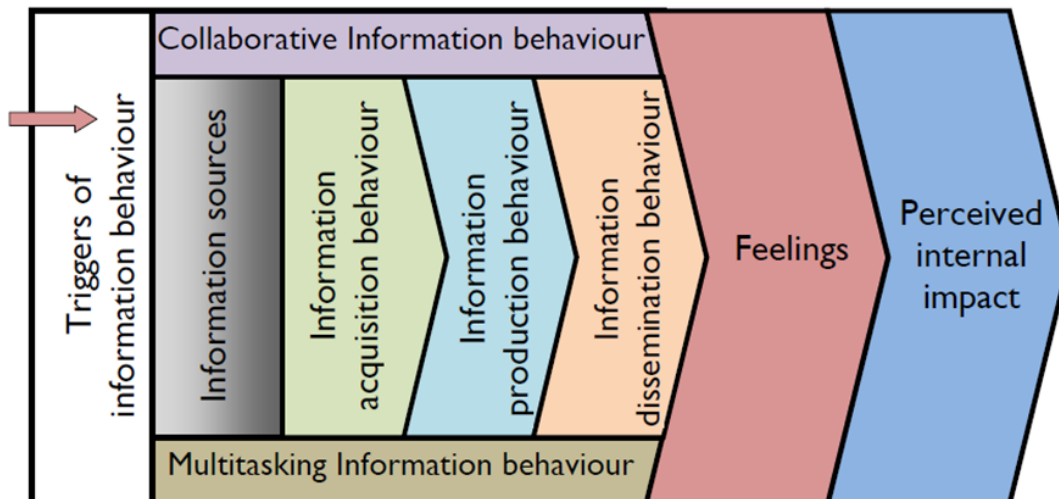 Collaborative Information behaviour
Triggers of
information behaviour
Information sources
Information
acquisition behaviour
Information
production behaviour
Information
dissemination behaviour
Feelings
Perceived
internal
impact
Multitasking Information behaviour